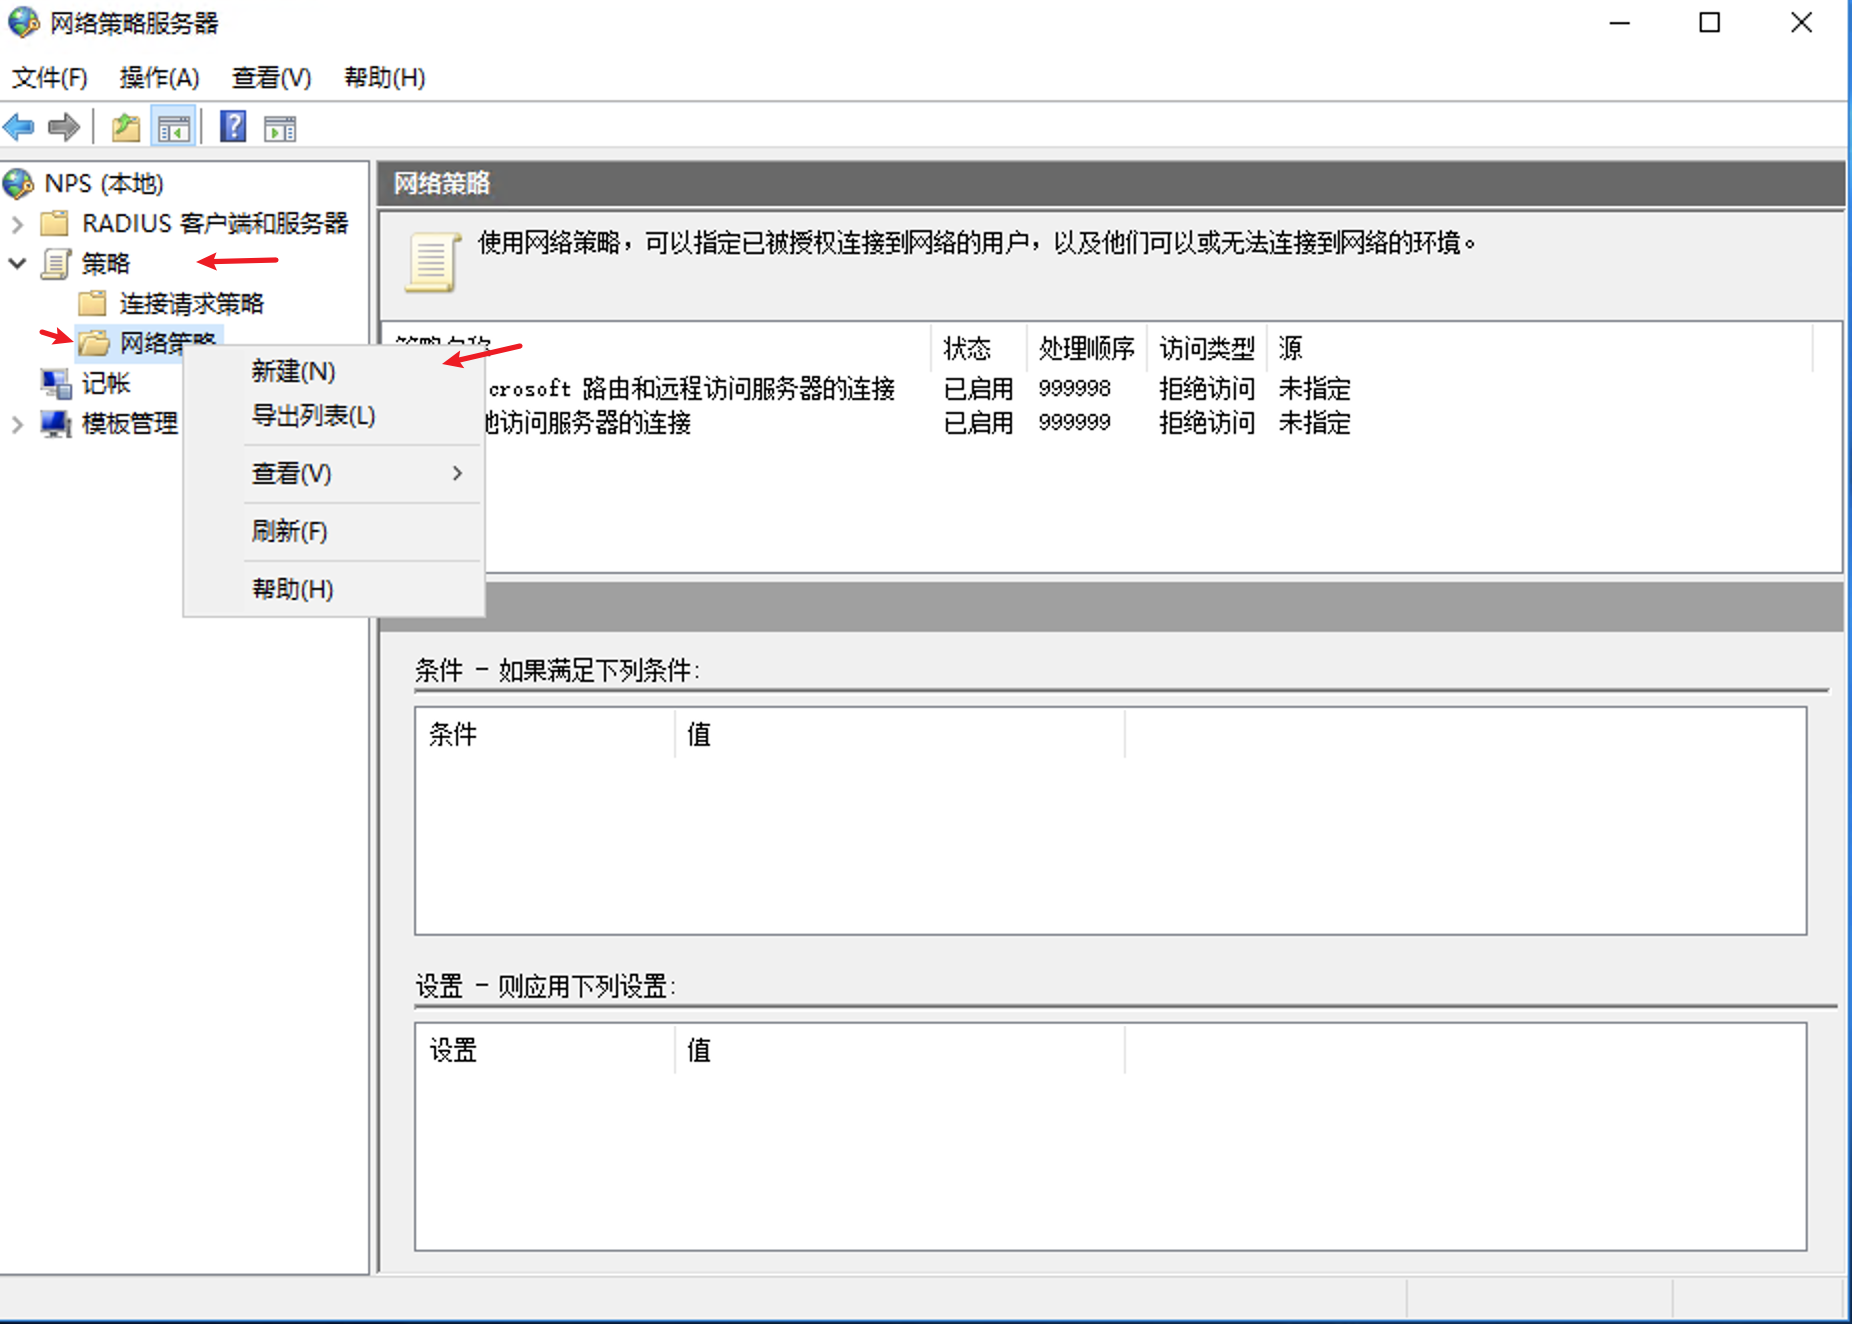 网络策略服务器
文件(F) 操作(A) 查看(V) 帮助(H)
NPS (本地)
RADIUS 客户端和服务器
策略
连接请求策略
网络策略
记帐
模板管理
新建(N)
导出列表(L)
查看(V)
刷新(F)
帮助(H)
网络策略
使用网络策略，可以指定已被授权连接到网络的用户，以及他们可以或无法连接到网络的环境。
策略名称 状态 处理顺序 访问类型 源
crosoft 路由和远程访问服务器的连接 已启用 999998 拒绝访问 未指定
访问服务器的连接 已启用 999999 拒绝访问 未指定
条件 - 如果满足下列条件:
条件 值
设置 - 则应用下列设置:
设置 值